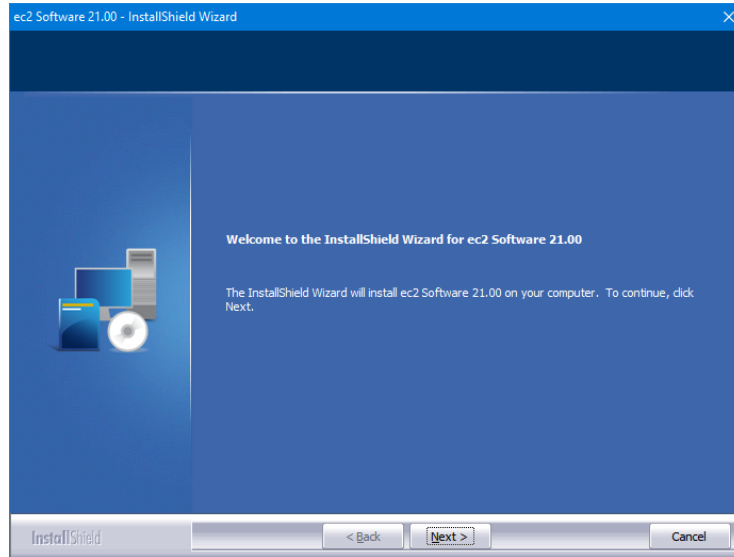 ec2 Software 21.00 - InstallShield Wizard
Welcome to the InstallShield Wizard for ec2 Software 21.00
The InstallShield Wizard will install ec2 Software 21.00 on your computer. To continue, click
Next.
InstallShield
< Back
Next >
Cancel